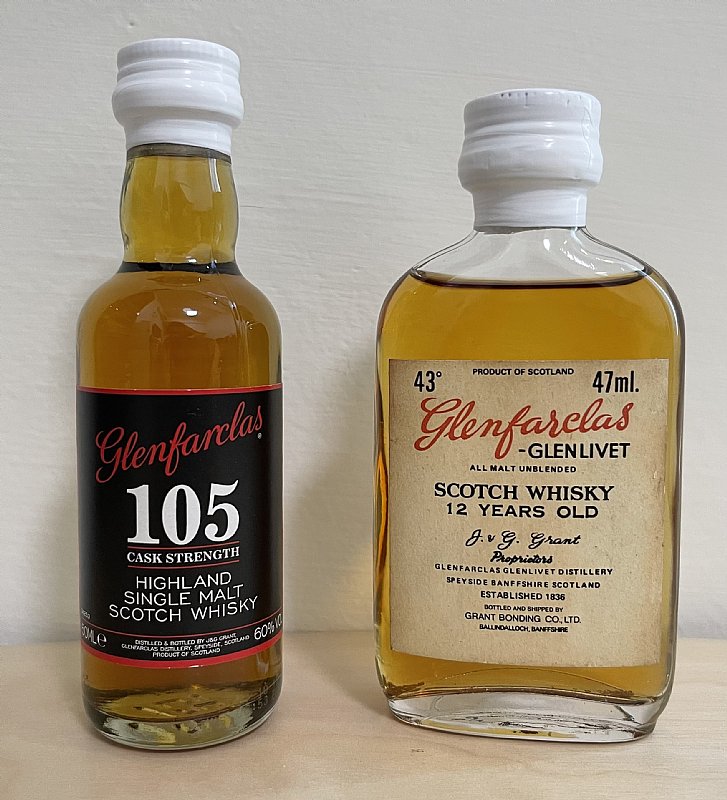 Glenfarclas®
105
CASK STRENGTH
HIGHLAND
SINGLE MALT
SCOTCH WHISKY
50ML℮ 60% VOL
DISTILLED & BOTTLED BY J&G GRANT,
GLENFARCLAS DISTILLERY, SPEYSIDE, SCOTLAND
PRODUCT OF SCOTLAND
PRODUCT OF SCOTLAND
43° 47ml.
Glenfarclas
-GLENLIVET
ALL MALT UNBLENDED
SCOTCH WHISKY
12 YEARS OLD
J. & G. Grant
Proprietors
GLENFARCLAS GLENLIVET DISTILLERY
SPEYSIDE BANFFSHIRE SCOTLAND
ESTABLISHED 1836
BOTTLED AND SHIPPED BY
GRANT BONDING CO., LTD.
BALLINDALLOCH, BANFFSHIRE